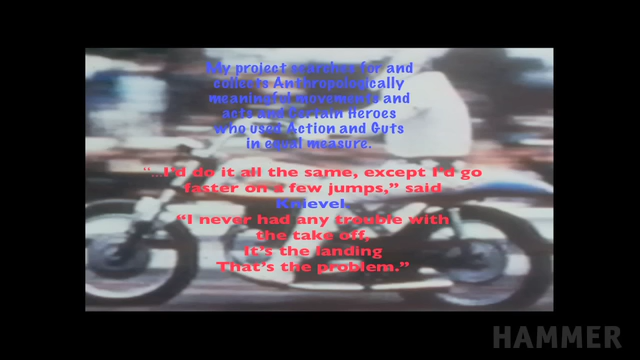 My project searches for and
collects Anthropologically
meaningful movements and
acts and Certain Heroes
who used Action and Guts
in equal measure.
“...I’d do it all the same, except I’d go
faster on a few jumps,” said
Knievel.
“I never had any trouble with
the take off,
It’s the landing
That’s the problem.”
HAMMER